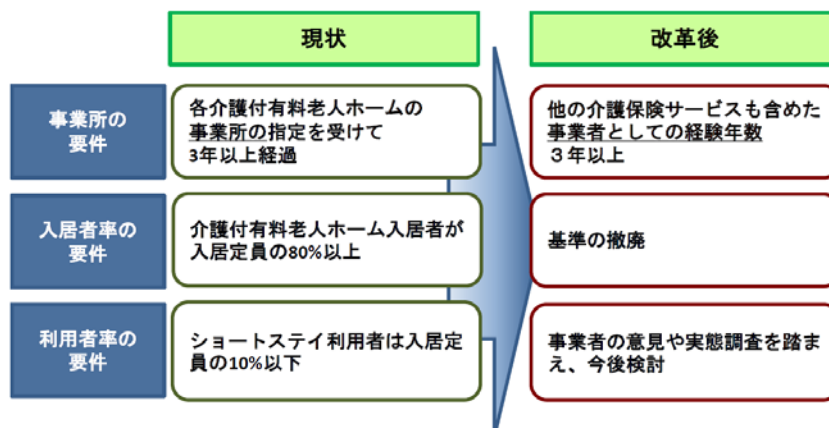 現状
改革後
事業所の
要件
各介護付有料老人ホームの
事業所の指定を受けて
3年以上経過
他の介護保険サービスも含めた
事業者としての経験年数
３年以上
入居者率の
要件
介護付有料老人ホーム入居者が
入居定員の80%以上
基準の撤廃
利用者率の
要件
ショートステイ利用者は入居定
員の10%以下
事業者の意見や実態調査を踏ま
え、今後検討